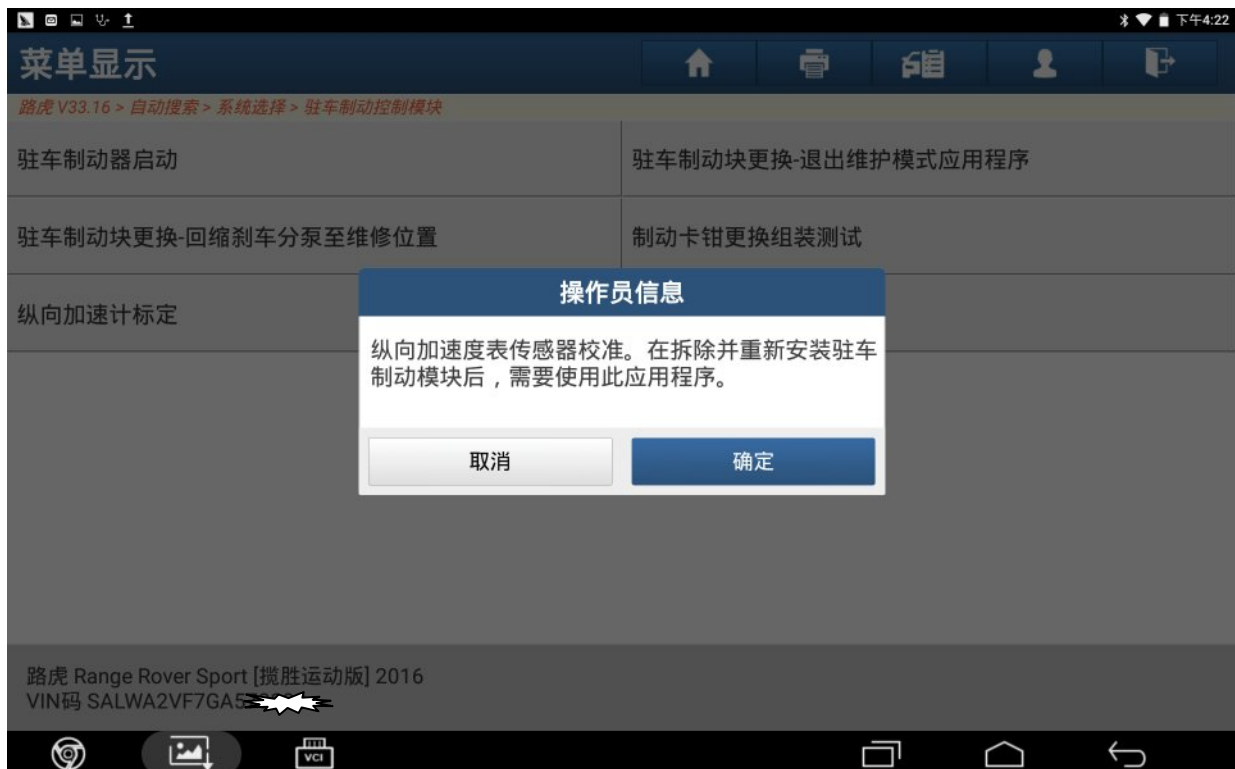 下午4:22
菜单显示
路虎 V33.16 > 自动搜索 > 系统选择 > 驻车制动控制模块
驻车制动器启动
驻车制动块更换-退出维护模式应用程序
驻车制动块更换-回缩刹车分泵至维修位置
制动卡钳更换组装测试
纵向加速计标定
操作员信息
纵向加速度表传感器校准。在拆除并重新安装驻车
制动模块后，需要使用此应用程序。
取消
确定
路虎 Range Rover Sport [揽胜运动版] 2016
VIN码 SALWA2VF7GA5
VCI